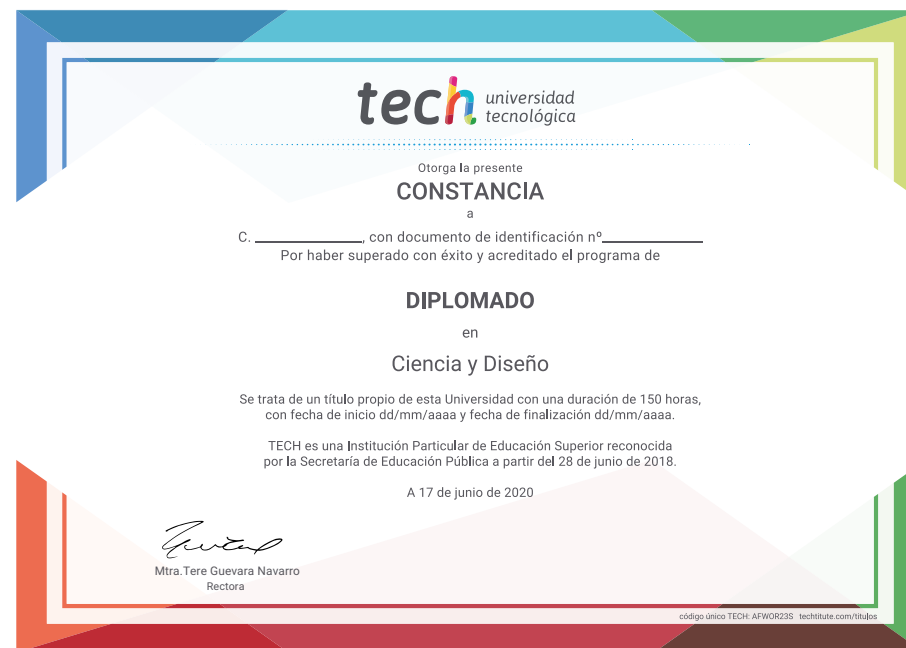 tech universidad
tecnológica
Otorga la presente
CONSTANCIA
a
C. ____________, con documento de identificación nº____________
Por haber superado con éxito y acreditado el programa de
DIPLOMADO
en
Ciencia y Diseño
Se trata de un título propio de esta Universidad con una duración de 150 horas,
con fecha de inicio dd/mm/aaaa y fecha de finalización dd/mm/aaaa.
TECH es una Institución Particular de Educación Superior reconocida
por la Secretaría de Educación Pública a partir del 28 de junio de 2018.
A 17 de junio de 2020
Mtra.Tere Guevara Navarro
Rectora
código único TECH: AFWOR23S techtitute.com/titulos